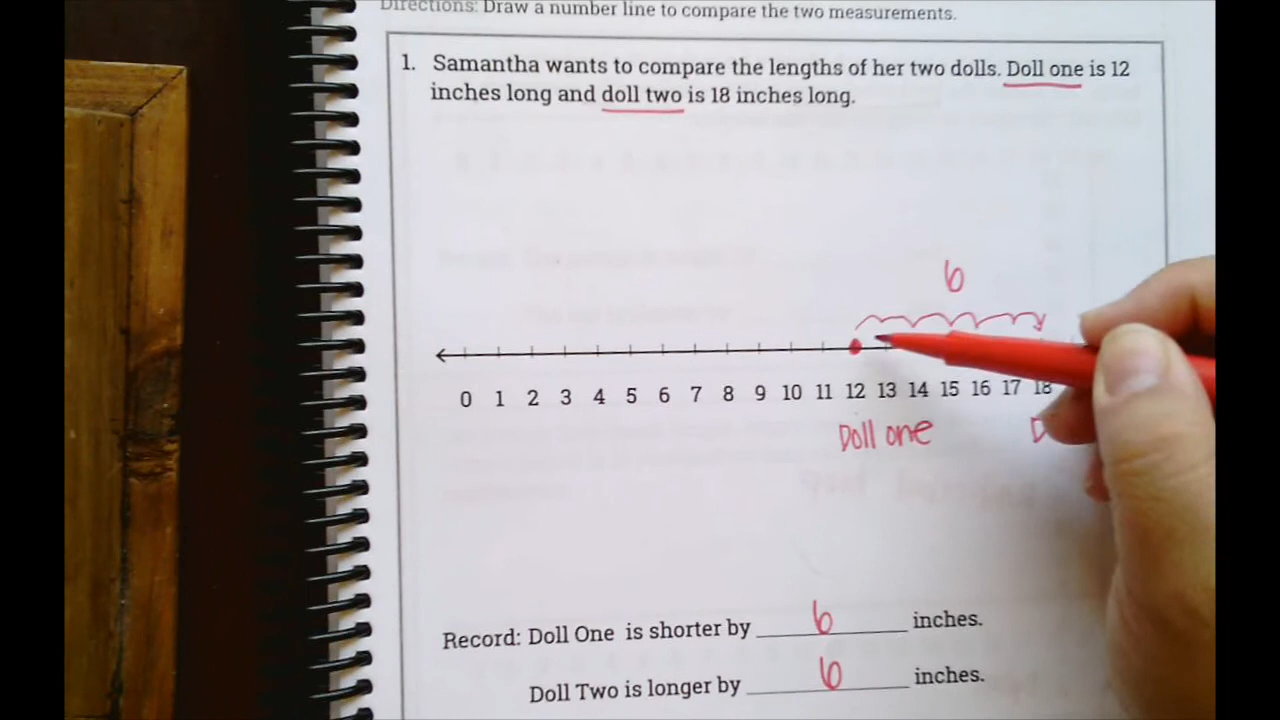 Directions: Draw a number line to compare the two measurements.
1. Samantha wants to compare the lengths of her two dolls. Doll one is 12
inches long and doll two is 18 inches long.
6
0 1 2 3 4 5 6 7 8 9 10 11 12 13 14 15 16 17 18
Doll one D
Record: Doll One is shorter by 6 inches.
Doll Two is longer by 6 inches.